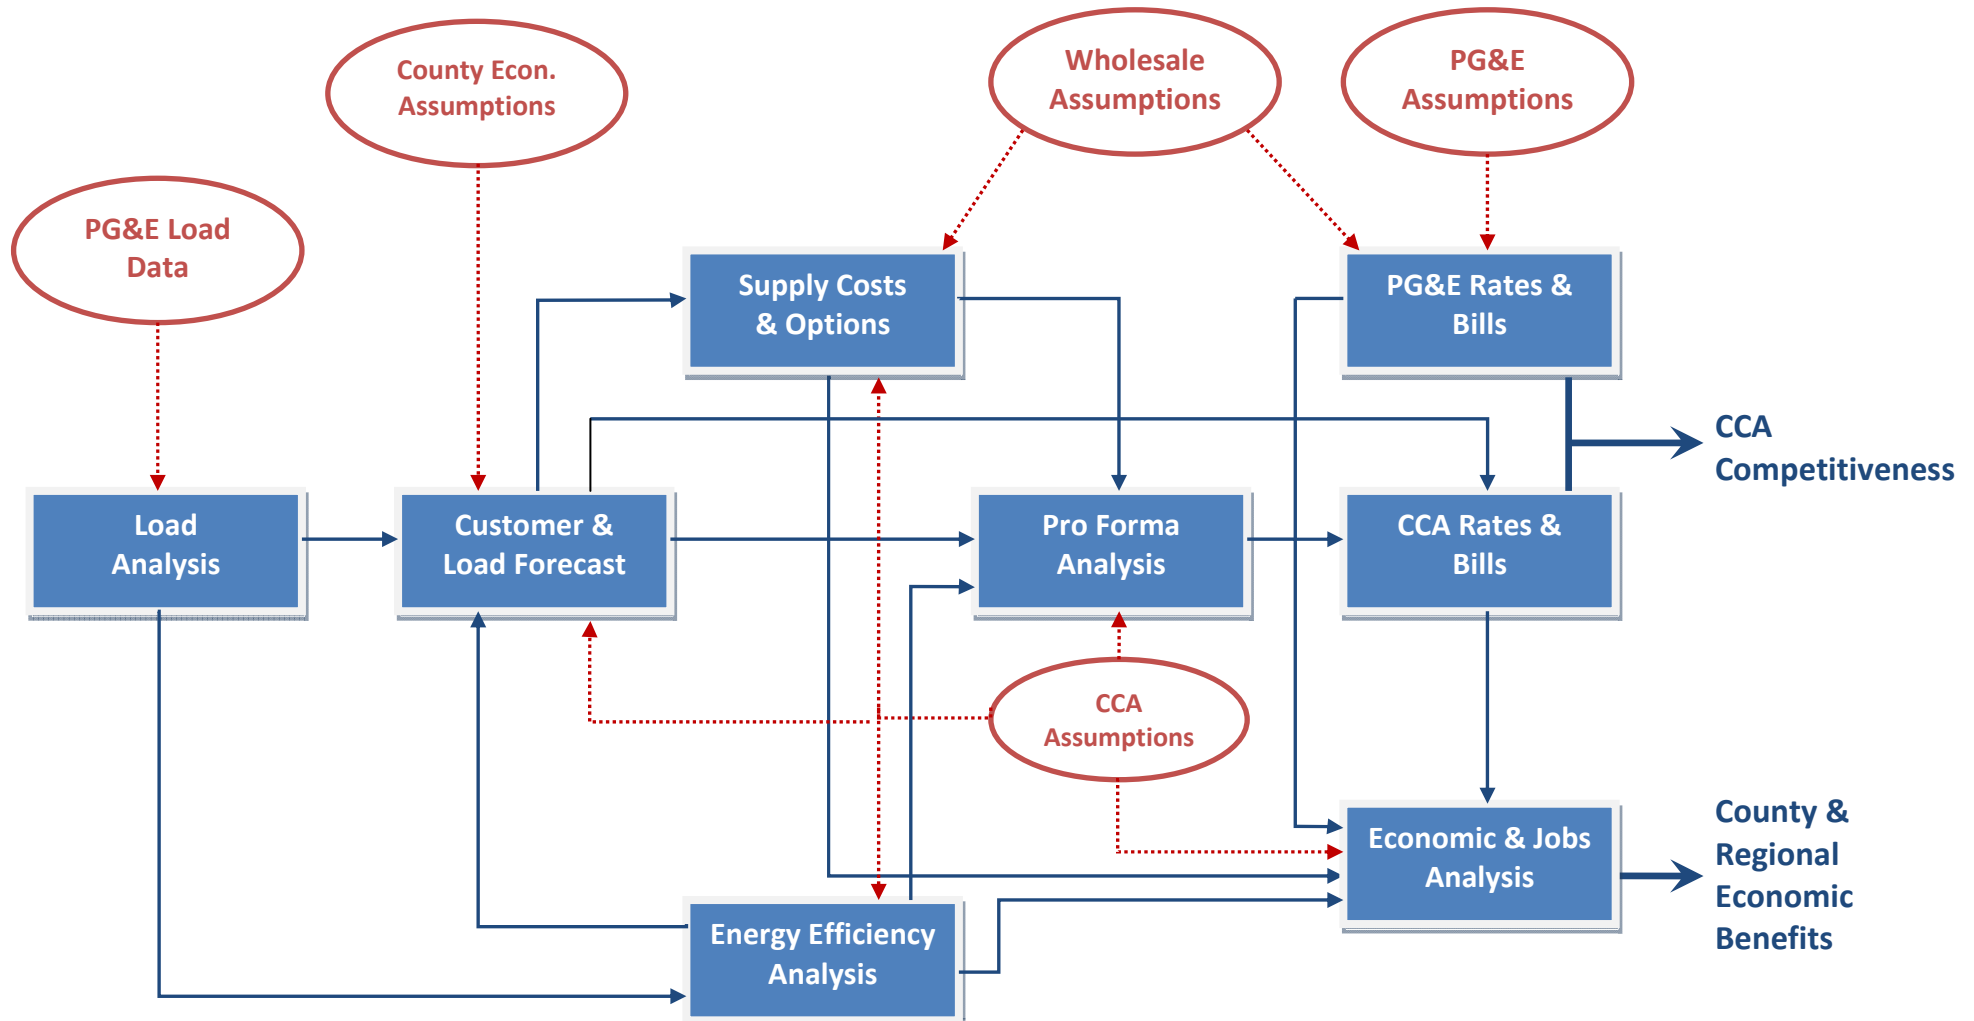 County Econ.
Assumptions
Wholesale
Assumptions
PG&E
Assumptions
PG&E Load
Data
Supply Costs
& Options
PG&E Rates &
Bills
CCA
Competitiveness
Load
Analysis
Customer &
Load Forecast
Pro Forma
Analysis
CCA Rates &
Bills
CCA
Assumptions
Economic & Jobs
Analysis
County &
Regional
Economic
Benefits
Energy Efficiency
Analysis